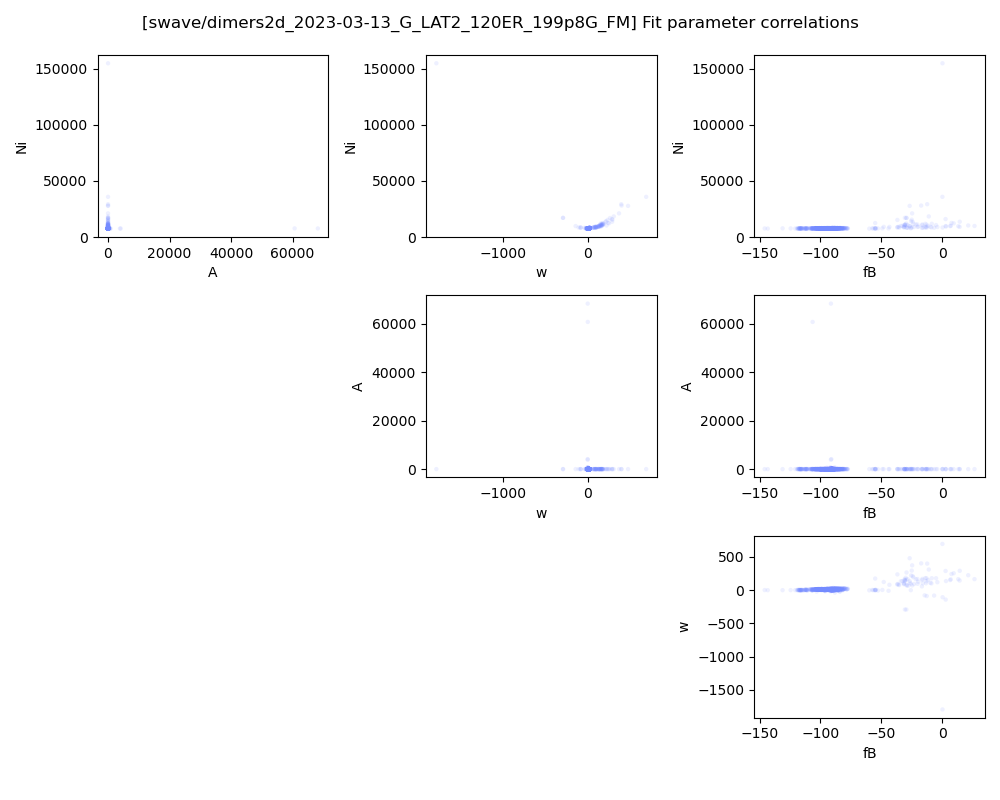 [swave/dimers2d_2023-03-13_G_LAT2_120ER_199p8G_FM] Fit parameter correlations
150000
100000
50000
0
Ni
0 20000 40000 60000
A
150000
100000
50000
0
Ni
−1000 0
w
150000
100000
50000
0
Ni
−150 −100 −50 0
fB
60000
40000
20000
0
A
−1000 0
w
60000
40000
20000
0
A
−150 −100 −50 0
fB
500
0
−500
−1000
−1500
w
−150 −100 −50 0
fB